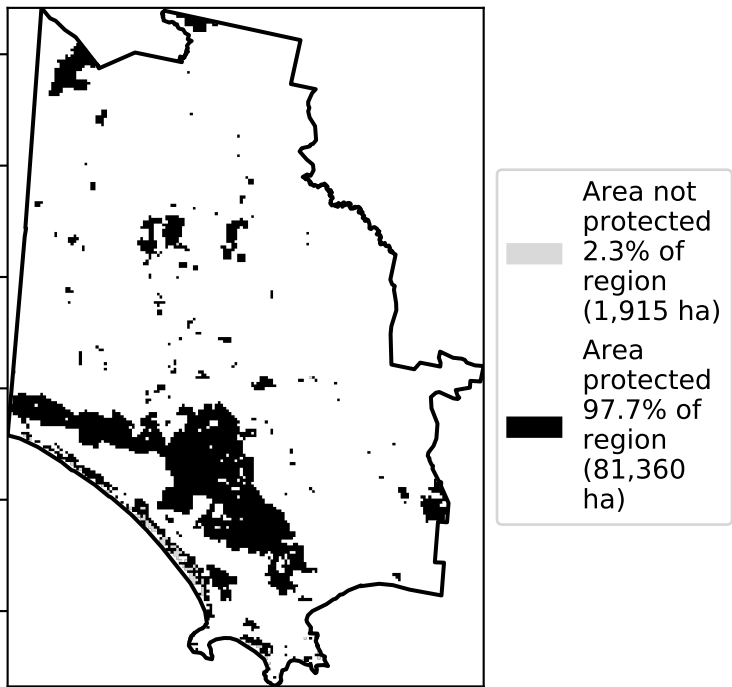 Area not
protected
2.3% of
region
(1,915 ha)
Area
protected
97.7% of
region
(81,360
ha)